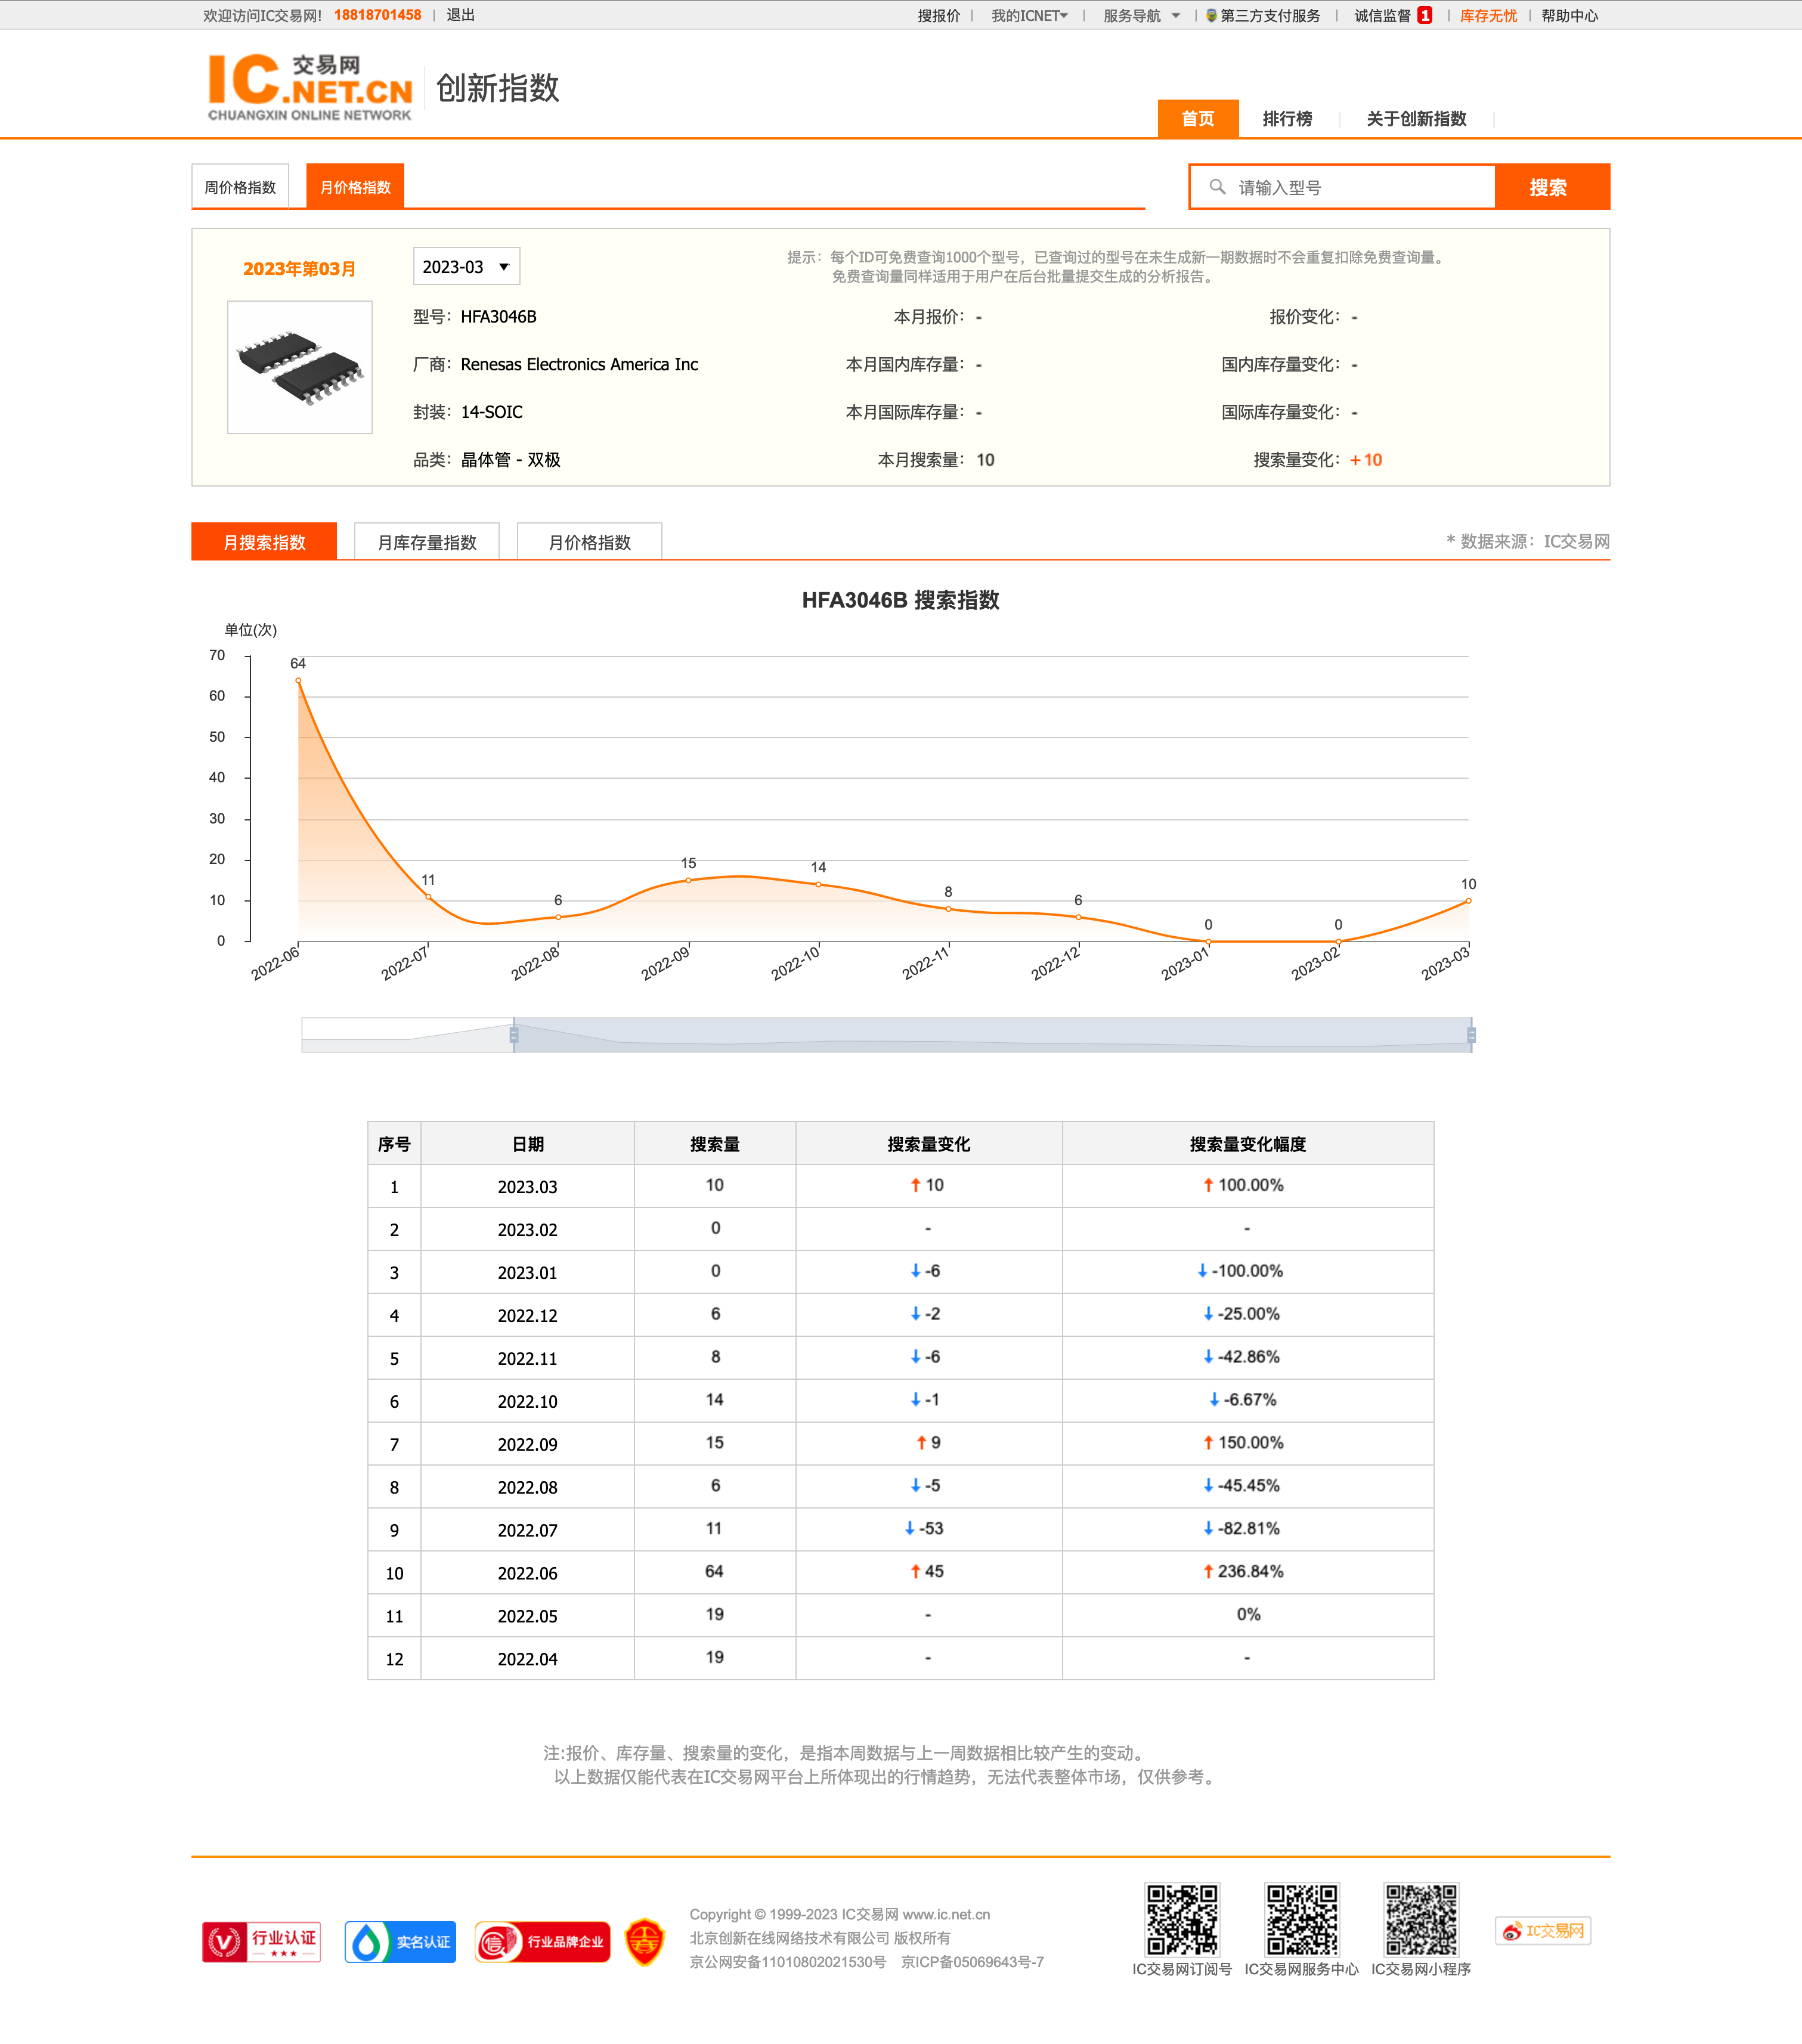 欢迎访问IC交易网! 18818701458 | 退出
搜报价 | 我的ICNET | 服务导航 | 第三方支付服务 | 诚信监督 1 | 库存无忧 | 帮助中心
IC.NET.CN 交易网
CHUANGXIN ONLINE NETWORK
创新指数
首页 排行榜 关于创新指数
周价格指数 月价格指数
请输入型号 搜索
2023年第03月 2023-03
提示：每个ID可免费查询1000个型号，已查询过的型号在未生成新一期数据时不会重复扣除免费查询量。
免费查询量同样适用于用户在后台批量提交生成的分析报告。
型号：HFA3046B 本月报价：- 报价变化：-
厂商：Renesas Electronics America Inc 本月国内库存量：- 国内库存量变化：-
封装：14-SOIC 本月国际库存量：- 国际库存量变化：-
品类：晶体管 - 双极 本月搜索量：10 搜索量变化：+10
月搜索指数 月库存量指数 月价格指数 * 数据来源：IC交易网
HFA3046B 搜索指数
单位(次)
70
60
50
40
30
20
10
0
64
11
6
15
14
8
6
0
0
10
2022-06
2022-07
2022-08
2022-09
2022-10
2022-11
2022-12
2023-01
2023-02
2023-03
序号 日期 搜索量 搜索量变化 搜索量变化幅度
1 2023.03 10 ↑10 ↑100.00%
2 2023.02 0 - -
3 2023.01 0 ↓-6 ↓-100.00%
4 2022.12 6 ↓-2 ↓-25.00%
5 2022.11 8 ↓-6 ↓-42.86%
6 2022.10 14 ↓-1 ↓-6.67%
7 2022.09 15 ↑9 ↑150.00%
8 2022.08 6 ↓-5 ↓-45.45%
9 2022.07 11 ↓-53 ↓-82.81%
10 2022.06 64 ↑45 ↑236.84%
11 2022.05 19 - 0%
12 2022.04 19 - -
注:报价、库存量、搜索量的变化，是指本周数据与上一周数据相比较产生的变动。
以上数据仅能代表在IC交易网平台上所体现出的行情趋势，无法代表整体市场，仅供参考。
行业认证
实名认证
信 行业品牌企业
Copyright © 1999-2023 IC交易网 www.ic.net.cn
北京创新在线网络技术有限公司 版权所有
京公网安备11010802021530号 京ICP备05069643号-7
IC交易网订阅号 IC交易网服务中心 IC交易网小程序
IC交易网